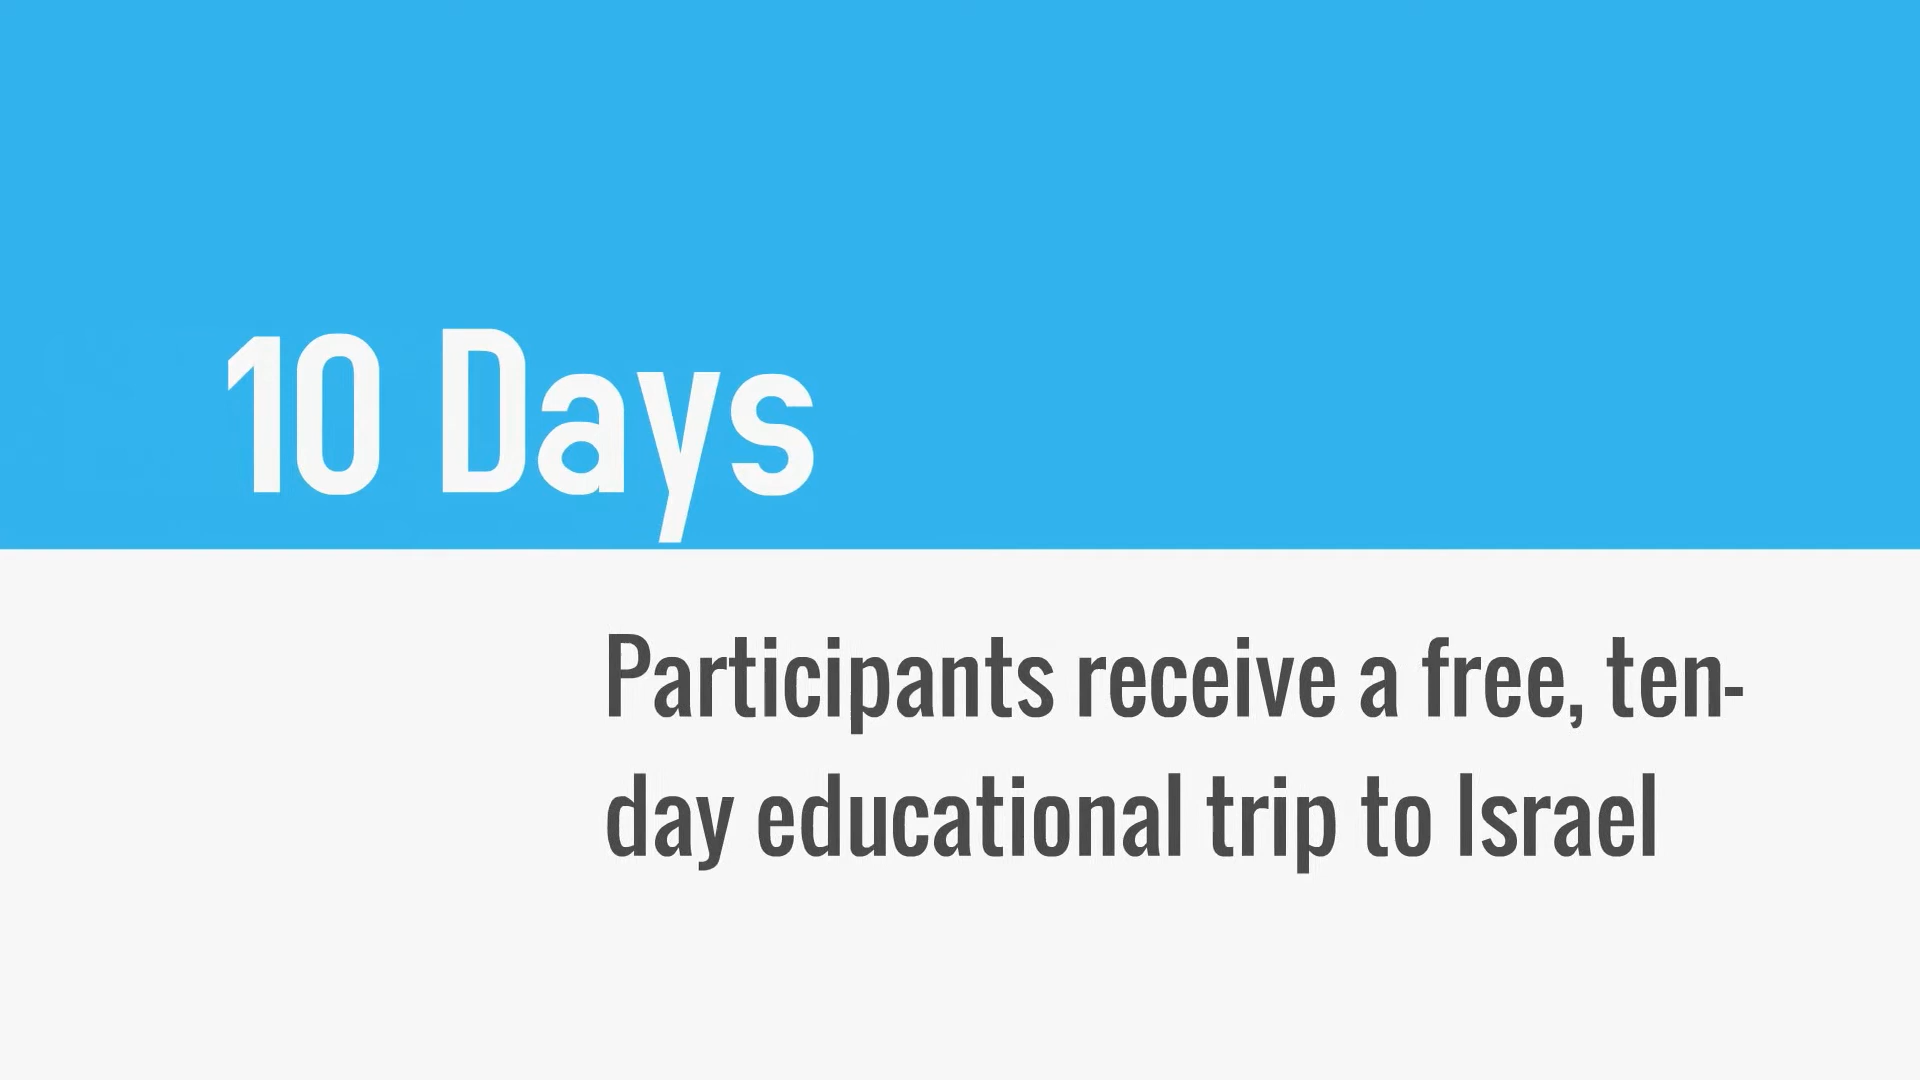 10 Days
Participants receive a free, ten-
day educational trip to Israel